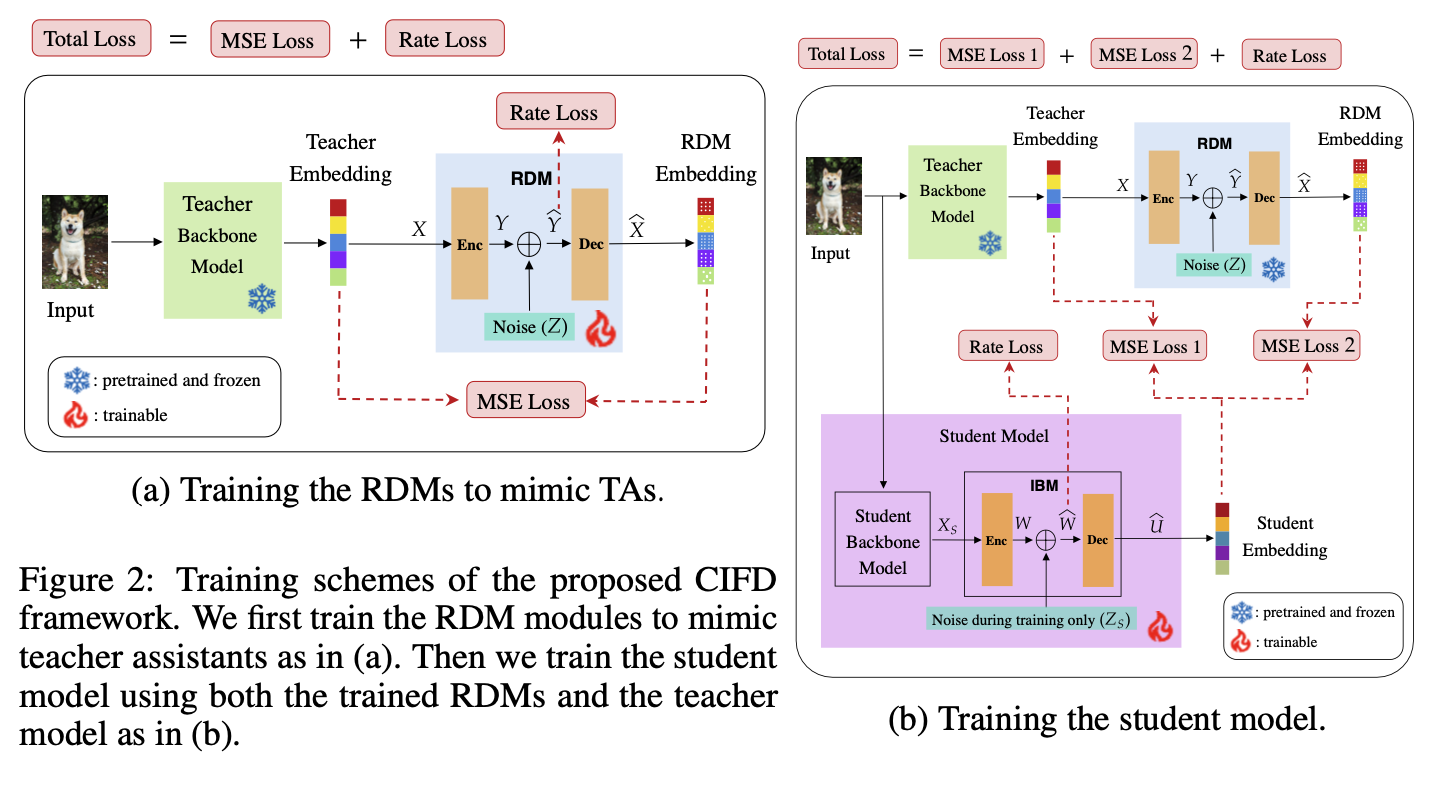 Total Loss = MSE Loss + Rate Loss
Rate Loss
Teacher
Embedding
RDM
Embedding
RDM
Teacher
Backbone
Model
X
Enc
Y
Ŷ
Dec
X̂
Input
Noise (Z)
: pretrained and frozen
: trainable
MSE Loss
(a) Training the RDMs to mimic TAs.
Figure 2: Training schemes of the proposed CIFD
framework. We first train the RDM modules to mimic
teacher assistants as in (a). Then we train the student
model using both the trained RDMs and the teacher
model as in (b).
Total Loss = MSE Loss 1 + MSE Loss 2 + Rate Loss
Teacher
Embedding
RDM
Embedding
RDM
Teacher
Backbone
Model
X
Enc
Y
Ŷ
Dec
X̂
Input
Noise (Z)
Rate Loss
MSE Loss 1
MSE Loss 2
Student Model
IBM
Student
Backbone
Model
X_S
Enc
W
Ŵ
Dec
Û
Student
Embedding
Noise during training only (Z_S)
: pretrained and frozen
: trainable
(b) Training the student model.